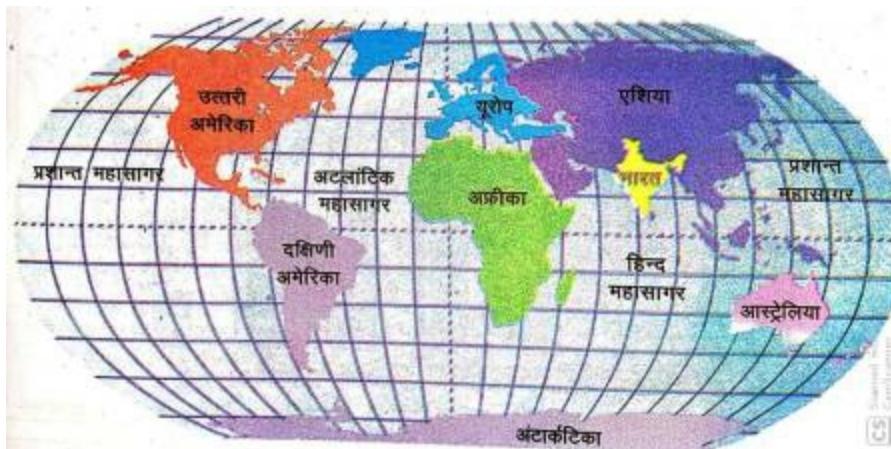 उत्तरी
अमेरिका
यूरोप
एशिया
प्रशान्त महासागर
अटलांटिक
महासागर
अफ्रीका
भारत
प्रशान्त
महासागर
दक्षिणी
अमेरिका
हिन्द
महासागर
आस्ट्रेलिया
अंटार्कटिका
CS